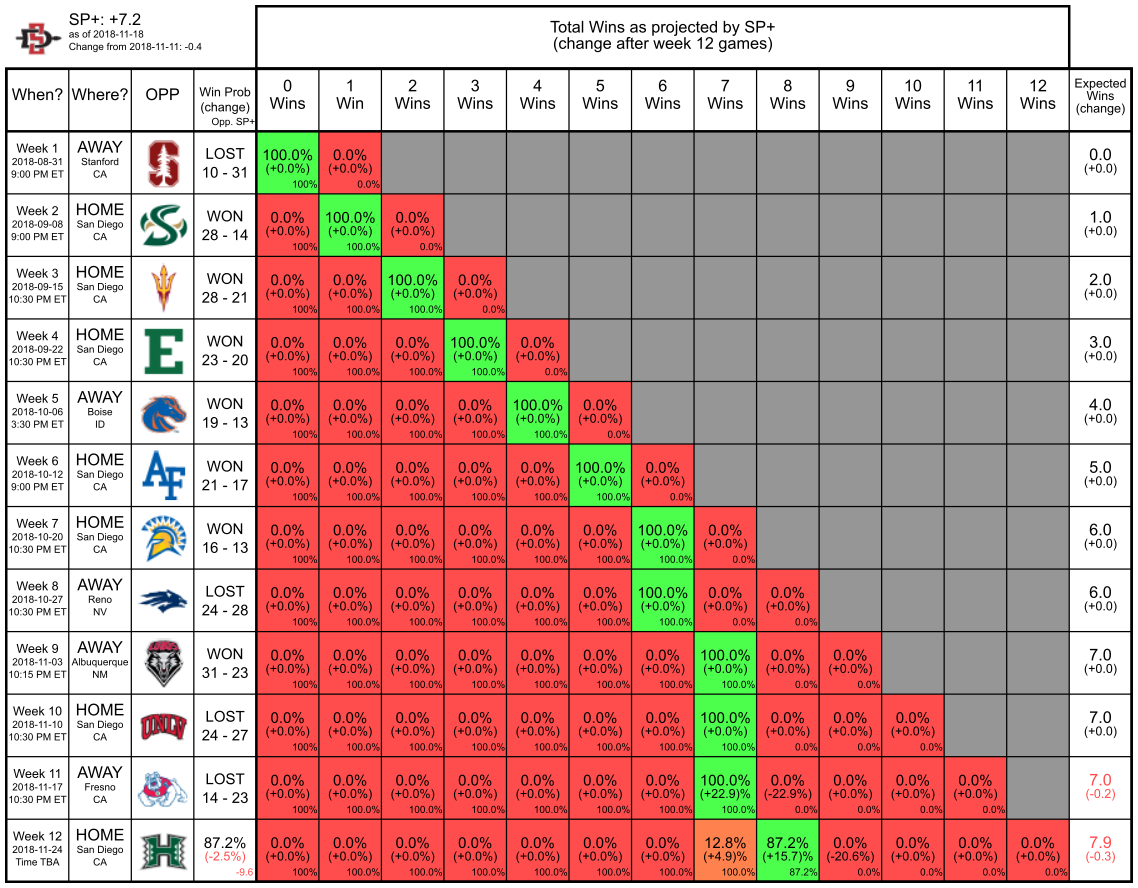 SP+: +7.2
as of 2018-11-18
Change from 2018-11-11: -0.4
Total Wins as projected by SP+
(change after week 12 games)
When? Where? OPP Win Prob 0 1 2 3 4 5 6 7 8 9 10 11 12 Expected
(change) Wins Win Wins Wins Wins Wins Wins Wins Wins Wins Wins Wins Wins Wins
Opp. SP+ (change)
Week 1 AWAY S LOST 100.0% 0.0% 0.0
2018-08-31 Stanford 10 - 31 (+0.0%) (+0.0%) (+0.0)
9:00 PM ET CA 100% 0.0%
Week 2 HOME S WON 0.0% 100.0% 0.0% 1.0
2018-09-08 San Diego 28 - 14 (+0.0%) (+0.0%) (+0.0%) (+0.0)
9:00 PM ET CA 100% 100.0% 0.0%
Week 3 HOME WON 0.0% 0.0% 100.0% 0.0% 2.0
2018-09-15 San Diego 28 - 21 (+0.0%) (+0.0%) (+0.0%) (+0.0%) (+0.0)
10:30 PM ET CA 100% 100.0% 100.0% 0.0%
Week 4 HOME E WON 0.0% 0.0% 0.0% 100.0% 0.0% 3.0
2018-09-22 San Diego 23 - 20 (+0.0%) (+0.0%) (+0.0%) (+0.0%) (+0.0%) (+0.0)
10:30 PM ET CA 100% 100.0% 100.0% 100.0% 0.0%
Week 5 AWAY WON 0.0% 0.0% 0.0% 0.0% 100.0% 0.0% 4.0
2018-10-06 Boise 19 - 13 (+0.0%) (+0.0%) (+0.0%) (+0.0%) (+0.0%) (+0.0%) (+0.0)
3:30 PM ET ID 100% 100.0% 100.0% 100.0% 100.0% 0.0%
Week 6 HOME AF WON 0.0% 0.0% 0.0% 0.0% 0.0% 100.0% 0.0% 5.0
2018-10-12 San Diego 21 - 17 (+0.0%) (+0.0%) (+0.0%) (+0.0%) (+0.0%) (+0.0%) (+0.0%) (+0.0)
9:00 PM ET CA 100% 100.0% 100.0% 100.0% 100.0% 100.0% 0.0%
Week 7 HOME WON 0.0% 0.0% 0.0% 0.0% 0.0% 0.0% 100.0% 0.0% 6.0
2018-10-20 San Diego 16 - 13 (+0.0%) (+0.0%) (+0.0%) (+0.0%) (+0.0%) (+0.0%) (+0.0%) (+0.0%) (+0.0)
10:30 PM ET CA 100% 100.0% 100.0% 100.0% 100.0% 100.0% 100.0% 0.0%
Week 8 AWAY LOST 0.0% 0.0% 0.0% 0.0% 0.0% 0.0% 100.0% 0.0% 0.0% 6.0
2018-10-27 Reno 24 - 28 (+0.0%) (+0.0%) (+0.0%) (+0.0%) (+0.0%) (+0.0%) (+0.0%) (+0.0%) (+0.0%) (+0.0)
10:30 PM ET NV 100% 100.0% 100.0% 100.0% 100.0% 100.0% 100.0% 0.0% 0.0%
Week 9 AWAY WON 0.0% 0.0% 0.0% 0.0% 0.0% 0.0% 0.0% 100.0% 0.0% 0.0% 7.0
2018-11-03 Albuquerque 31 - 23 (+0.0%) (+0.0%) (+0.0%) (+0.0%) (+0.0%) (+0.0%) (+0.0%) (+0.0%) (+0.0%) (+0.0%) (+0.0)
10:15 PM ET NM 100% 100.0% 100.0% 100.0% 100.0% 100.0% 100.0% 100.0% 0.0% 0.0%
Week 10 HOME UNLV LOST 0.0% 0.0% 0.0% 0.0% 0.0% 0.0% 0.0% 100.0% 0.0% 0.0% 0.0% 7.0
2018-11-10 San Diego 24 - 27 (+0.0%) (+0.0%) (+0.0%) (+0.0%) (+0.0%) (+0.0%) (+0.0%) (+0.0%) (+0.0%) (+0.0%) (+0.0%) (+0.0)
10:30 PM ET CA 100% 100.0% 100.0% 100.0% 100.0% 100.0% 100.0% 100.0% 0.0% 0.0% 0.0%
Week 11 AWAY LOST 0.0% 0.0% 0.0% 0.0% 0.0% 0.0% 0.0% 100.0% 0.0% 0.0% 0.0% 0.0% 7.0
2018-11-17 Fresno 14 - 23 (+0.0%) (+0.0%) (+0.0%) (+0.0%) (+0.0%) (+0.0%) (+0.0%) (+22.9)% (-22.9%) (+0.0%) (+0.0%) (+0.0%) (-0.2)
10:30 PM ET CA 100% 100.0% 100.0% 100.0% 100.0% 100.0% 100.0% 100.0% 0.0% 0.0% 0.0% 0.0%
Week 12 HOME H 87.2% 0.0% 0.0% 0.0% 0.0% 0.0% 0.0% 0.0% 12.8% 87.2% 0.0% 0.0% 0.0% 0.0% 7.9
2018-11-24 San Diego (-2.5%) (+0.0%) (+0.0%) (+0.0%) (+0.0%) (+0.0%) (+0.0%) (+0.0%) (+4.9)% (+15.7)% (-20.6%) (+0.0%) (+0.0%) (+0.0%) (-0.3)
Time TBA CA -9.6 100% 100.0% 100.0% 100.0% 100.0% 100.0% 100.0% 100.0% 87.2% 0.0% 0.0% 0.0% 0.0%